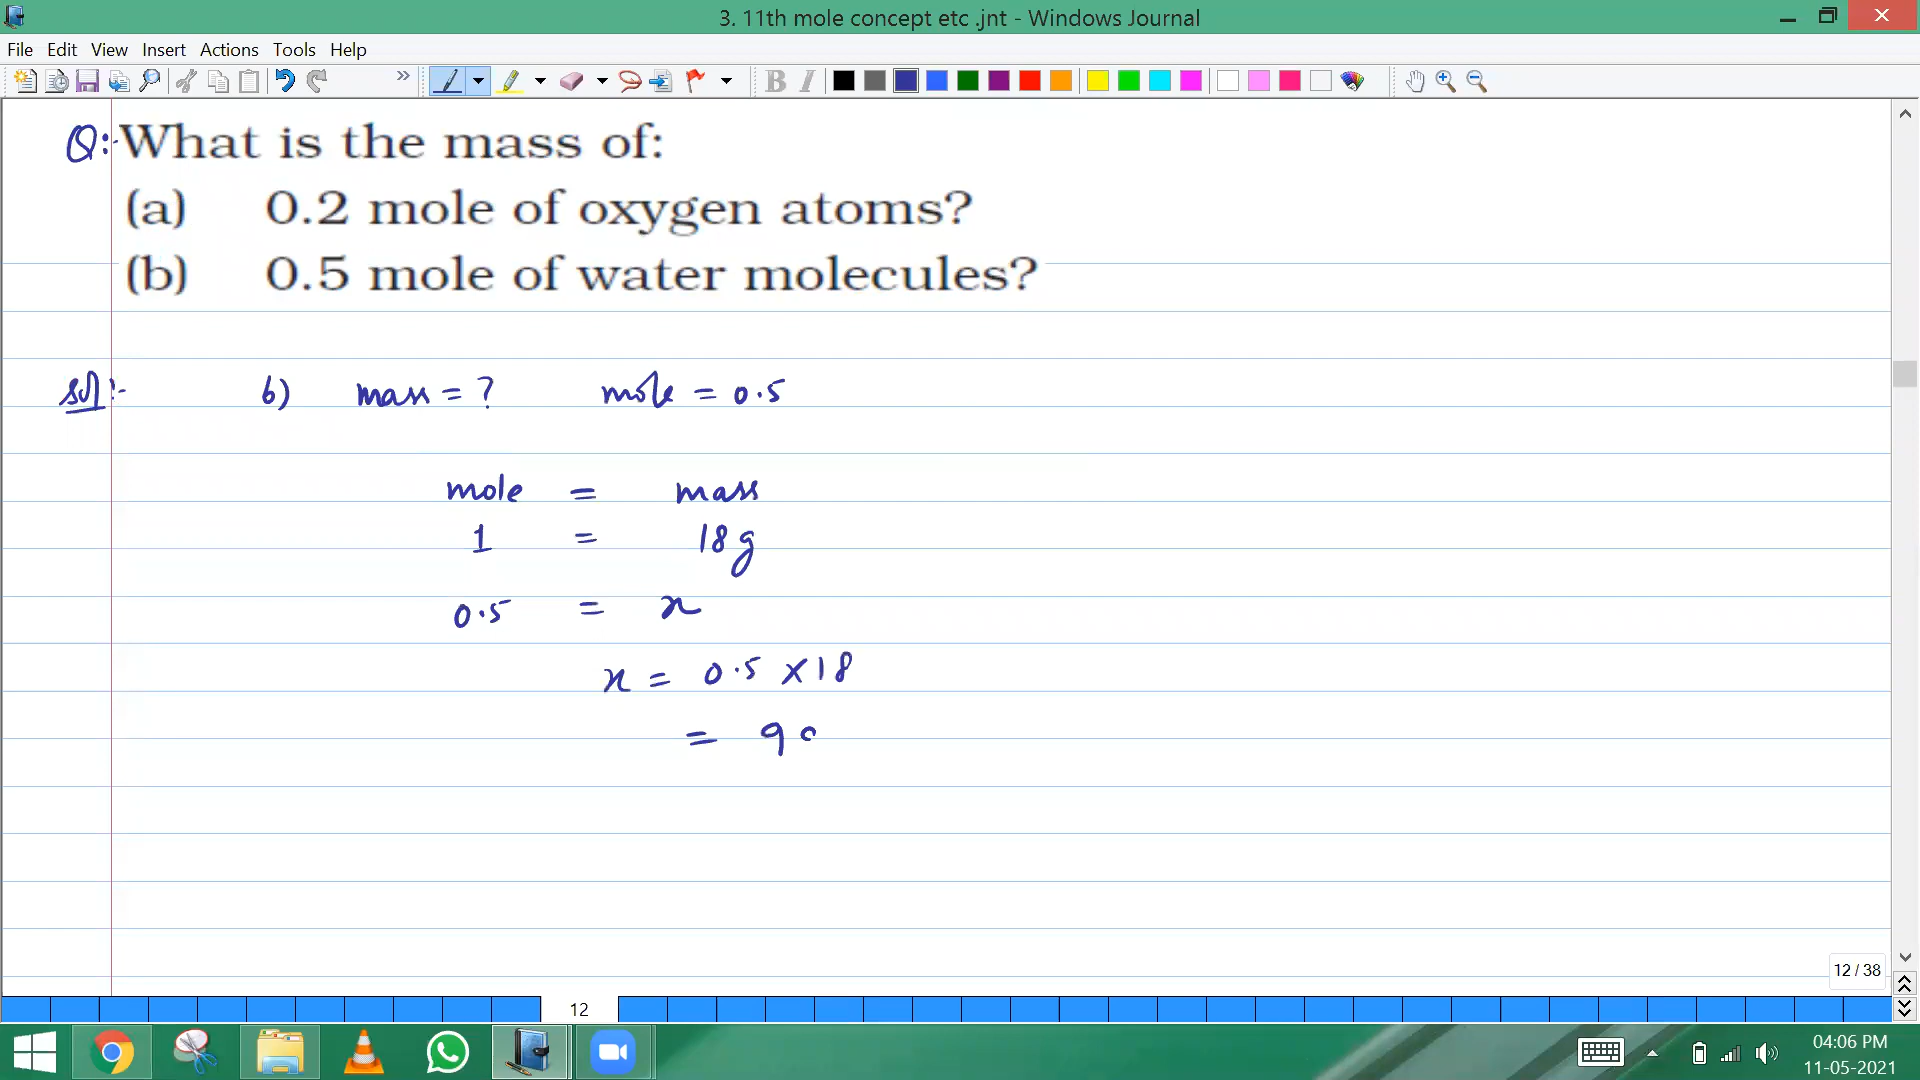 3. 11th mole concept etc .jnt - Windows Journal
File Edit View Insert Actions Tools Help
Q:- What is the mass of:
(a) 0.2 mole of oxygen atoms?
(b) 0.5 mole of water molecules?
Sol :- b) mass = ? mole = 0.5
mole = mass
1 = 18g
0.5 = x
x = 0.5 × 18
= 9
12 / 38
12
04:06 PM
11-05-2021